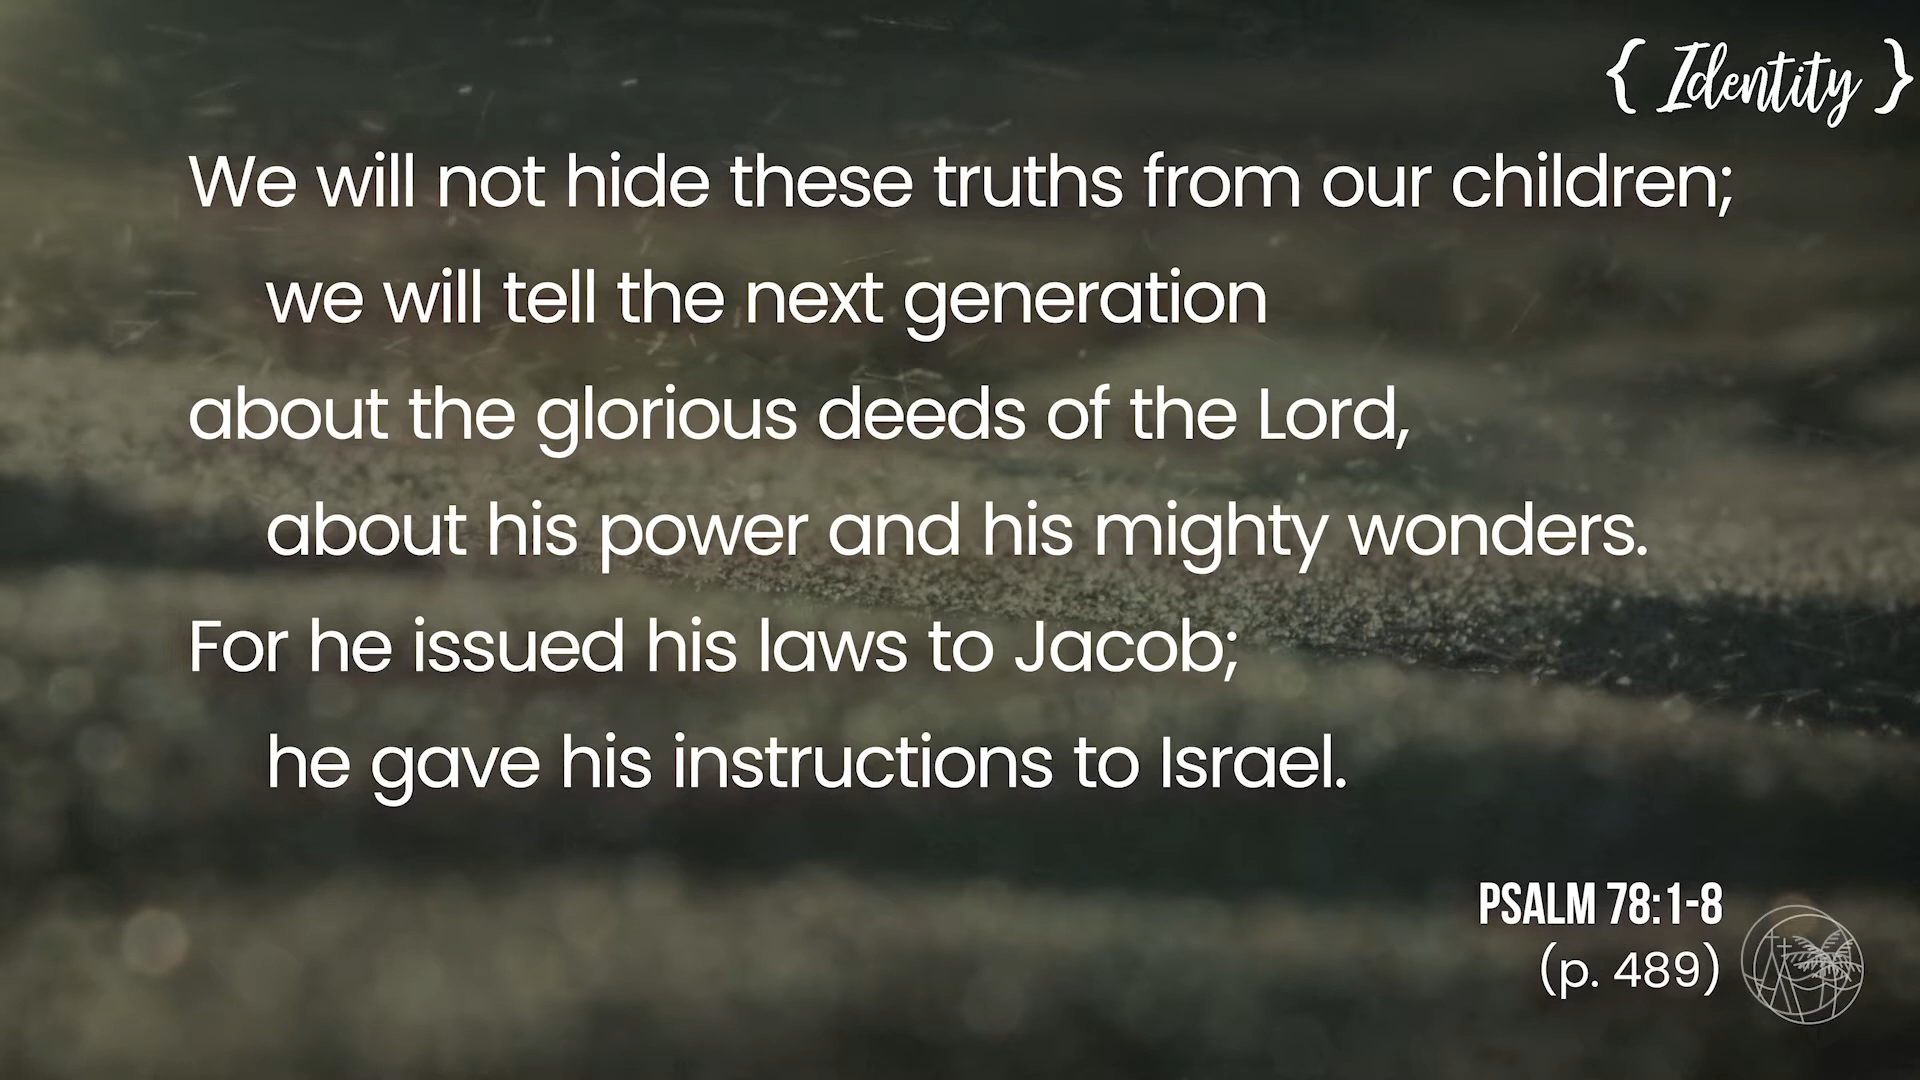 { Identity }
We will not hide these truths from our children;
we will tell the next generation
about the glorious deeds of the Lord,
about his power and his mighty wonders.
For he issued his laws to Jacob;
he gave his instructions to Israel.
PSALM 78:1-8
(p. 489)